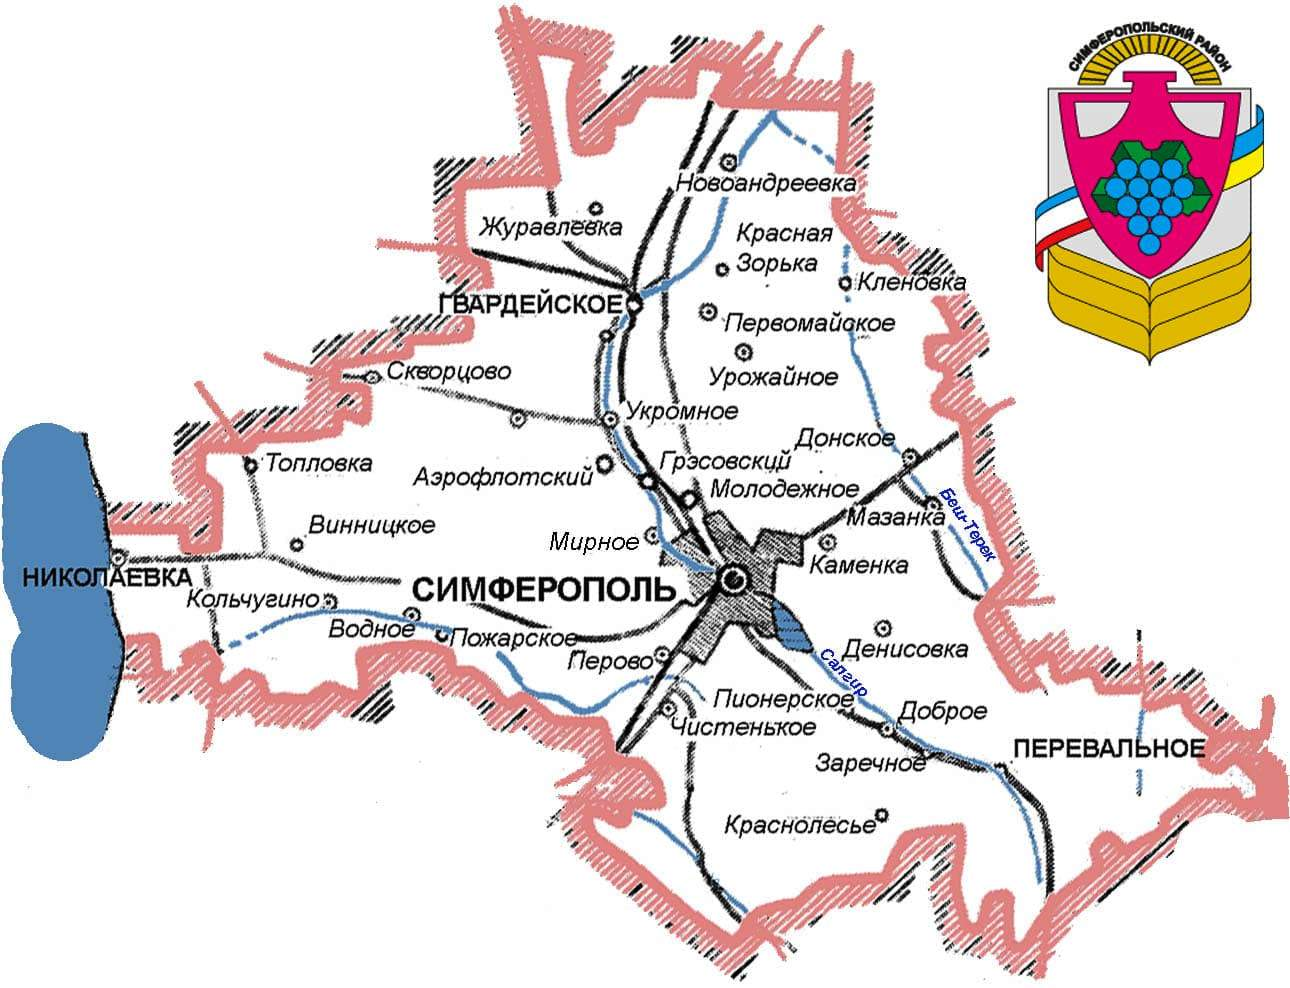 СИМФЕРОПОЛЬСКИЙ РАЙОН
Новоандреевка
Журавлевка
Красная
Зорька
Кленовка
ГВАРДЕЙСКОЕ
Первомайское
Скворцово
Урожайное
Укромное
Донское
Топловка
Аэрофлотский
Грэсовский
Молодежное
Мазанка
Беш-Терек
Винницкое
Мирное
Каменка
НИКОЛАЕВКА
СИМФЕРОПОЛЬ
Кольчугино
Водное
Пожарское
Перово
Денисовка
Салгир
Пионерское
Доброе
Чистенькое
ПЕРЕВАЛЬНОЕ
Заречное
Краснолесье